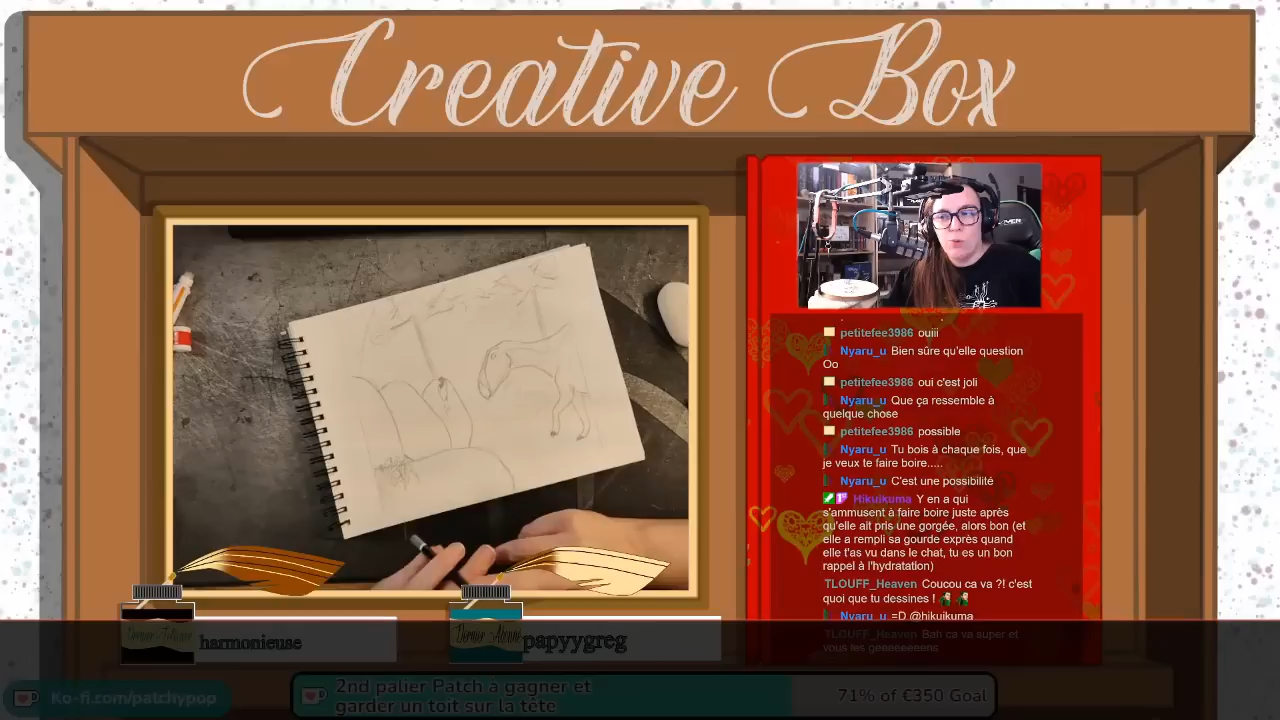 Creative Box
petitefee3986 ouiii
Nyaru_u Bien sûre qu'elle question
Oo
petitefee3986 oui c'est joli
Nyaru_u Que ça ressemble à
quelque chose
petitefee3986 possible
Nyaru_u Tu bois à chaque fois, que
je veux te faire boire.....
Nyaru_u C'est une possibilité
Hikuikuma Y en a qui
s'ammusent à faire boire juste après
qu'elle ait pris une gorgée, alors bon (et
elle a rempli sa gourde exprès quand
elle t'as vu dans le chat, tu es un bon
rappel à l'hydratation)
TLOUFF_Heaven Coucou ca va ?! c'est
quoi que tu dessines !
Nyaru_u =D @hikuikuma
TLOUFF_Heaven Bah ca va super et
vous les geeeeeeeens
harmonieuse
papyygreg
Ko-fi.com/patchypop
2nd palier Patch à gagner et
garder un toit sur la tête
71% of €350 Goal